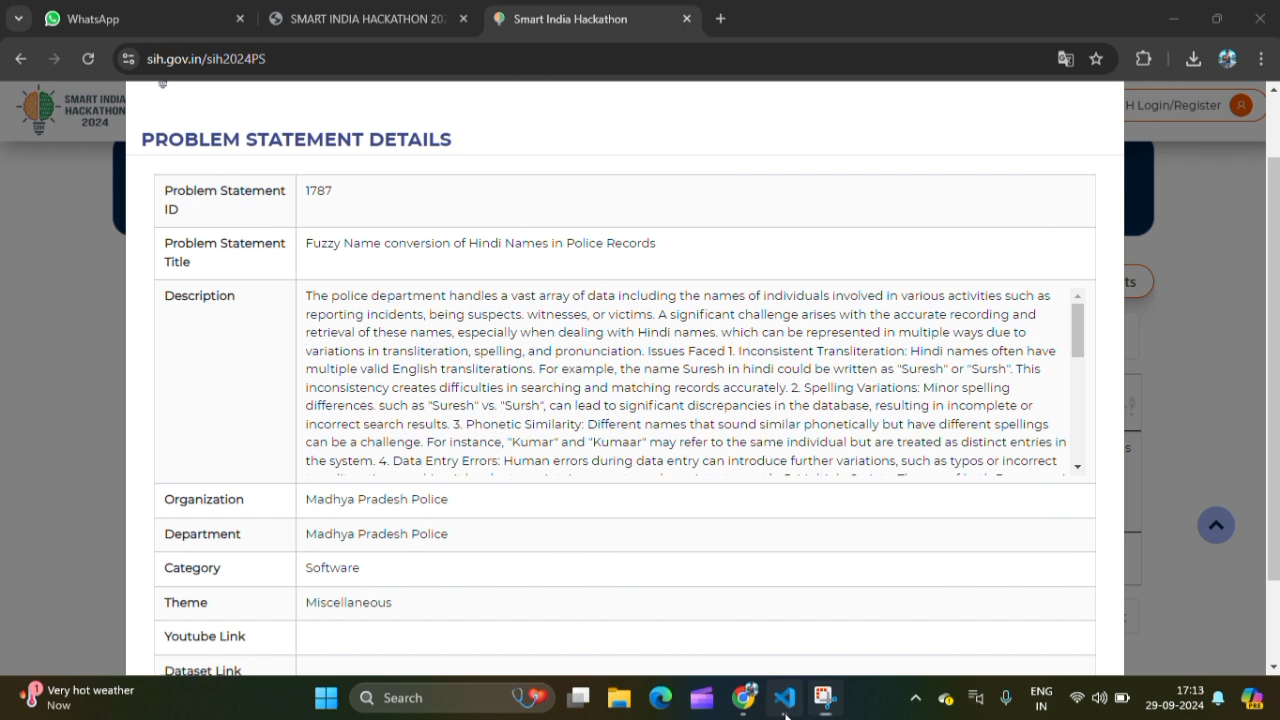 WhatsApp
SMART INDIA HACKATHON 202
Smart India Hackathon
sih.gov.in/sih2024PS
SMART INDIA
HACKATHON
2024
H Login/Register
PROBLEM STATEMENT DETAILS
Problem Statement
ID
1787
Problem Statement
Title
Fuzzy Name conversion of Hindi Names in Police Records
Description
The police department handles a vast array of data including the names of individuals involved in various activities such as
reporting incidents, being suspects. witnesses, or victims. A significant challenge arises with the accurate recording and
retrieval of these names, especially when dealing with Hindi names. which can be represented in multiple ways due to
variations in transliteration, spelling, and pronunciation. Issues Faced 1. Inconsistent Transliteration: Hindi names often have
multiple valid English transliterations. For example, the name Suresh in hindi could be written as "Suresh" or "Sursh". This
inconsistency creates difficulties in searching and matching records accurately. 2. Spelling Variations: Minor spelling
differences. such as "Suresh" vs. "Sursh", can lead to significant discrepancies in the database, resulting in incomplete or
incorrect search results. 3. Phonetic Similarity: Different names that sound similar phonetically but have different spellings
can be a challenge. For instance, "Kumar" and "Kumaar" may refer to the same individual but are treated as distinct entries in
the system. 4. Data Entry Errors: Human errors during data entry can introduce further variations, such as typos or incorrect
ts
s
Organization
Madhya Pradesh Police
Department
Madhya Pradesh Police
Category
Software
Theme
Miscellaneous
Youtube Link
Dataset Link
Very hot weather
Now
Search
ENG
IN
17:13
29-09-2024
PRE